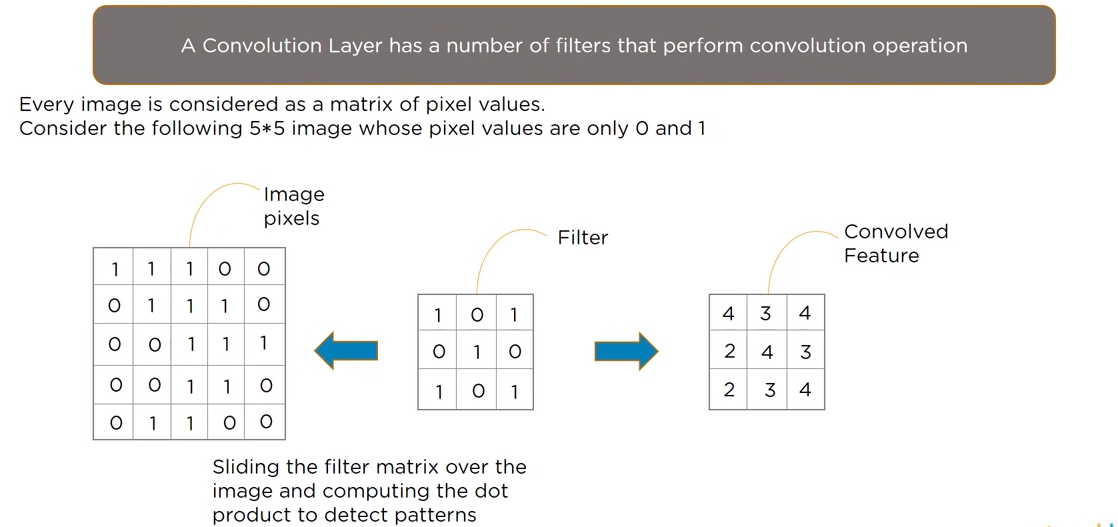 A Convolution Layer has a number of filters that perform convolution operation
Every image is considered as a matrix of pixel values.
Consider the following 5*5 image whose pixel values are only 0 and 1
Image
pixels
Filter
Convolved
Feature
1 1 1 0 0
0 1 1 1 0
0 0 1 1 1
0 0 1 1 0
0 1 1 0 0
1 0 1
0 1 0
1 0 1
4 3 4
2 4 3
2 3 4
Sliding the filter matrix over the
image and computing the dot
product to detect patterns